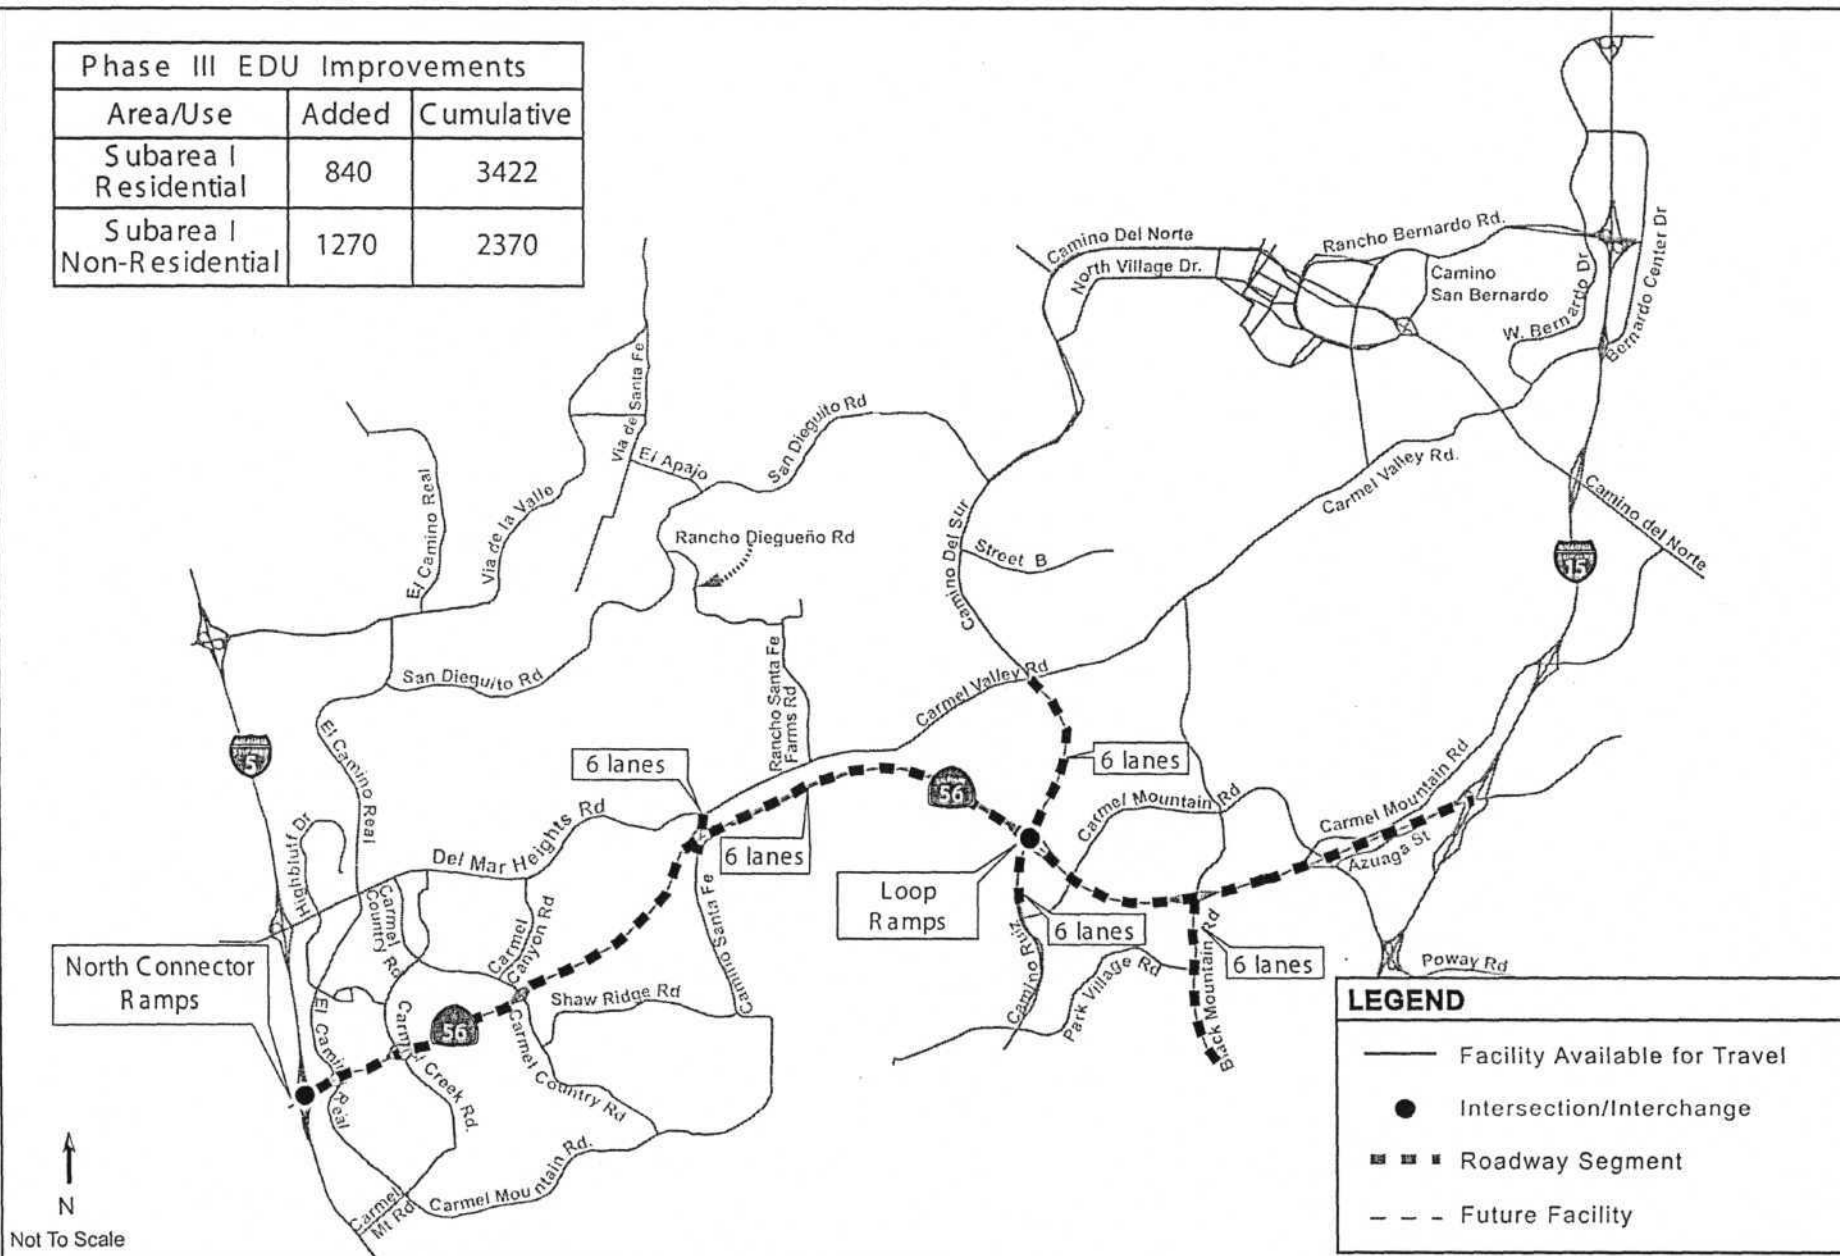 Phase III EDU Improvements
Area/Use Added Cumulative
Subarea I
Residential
840 3422
Subarea I
Non-Residential
1270 2370
Camino Del Norte
North Village Dr.
Rancho Bernardo Rd.
Camino
San Bernardo
W. Bernardo Dr
Bernardo Center Dr
Via de Santa Fe
El Apajo
San Dieguito Rd
El Camino Real
Via de la Valle
Rancho Diegueño Rd
Camino Del Sur
Street B
Carmel Valley Rd.
Camino del Norte
15
San Dieguito Rd
Rancho Santa Fe
Farms Rd
Carmel Valley Rd
El Camino Real
5
6 lanes
6 lanes
56
6 lanes
Carmel Mountain Rd
Carmel Mountain Rd
Azuaga St
Highbluff Dr
Del Mar Heights Rd
6 lanes
Loop
Ramps
Carmel
Country Rd
Carmel
Canyon Rd
Camino Santa Fe
Camino Ruiz
6 lanes
Park Village Rd
Black Mountain Rd
6 lanes
Poway Rd
North Connector
Ramps
El Camino Real
Carmel Creek Rd.
56
Shaw Ridge Rd
Carmel Country Rd
Carmel Mountain Rd.
Carmel
Mt Rd
N
Not To Scale
LEGEND
Facility Available for Travel
Intersection/Interchange
Roadway Segment
Future Facility